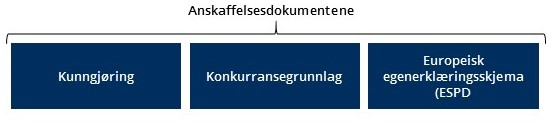 Anskaffelsesdokumentene
Kunngjøring
Konkurransegrunnlag
Europeisk
egenerklæringsskjema
(ESPD